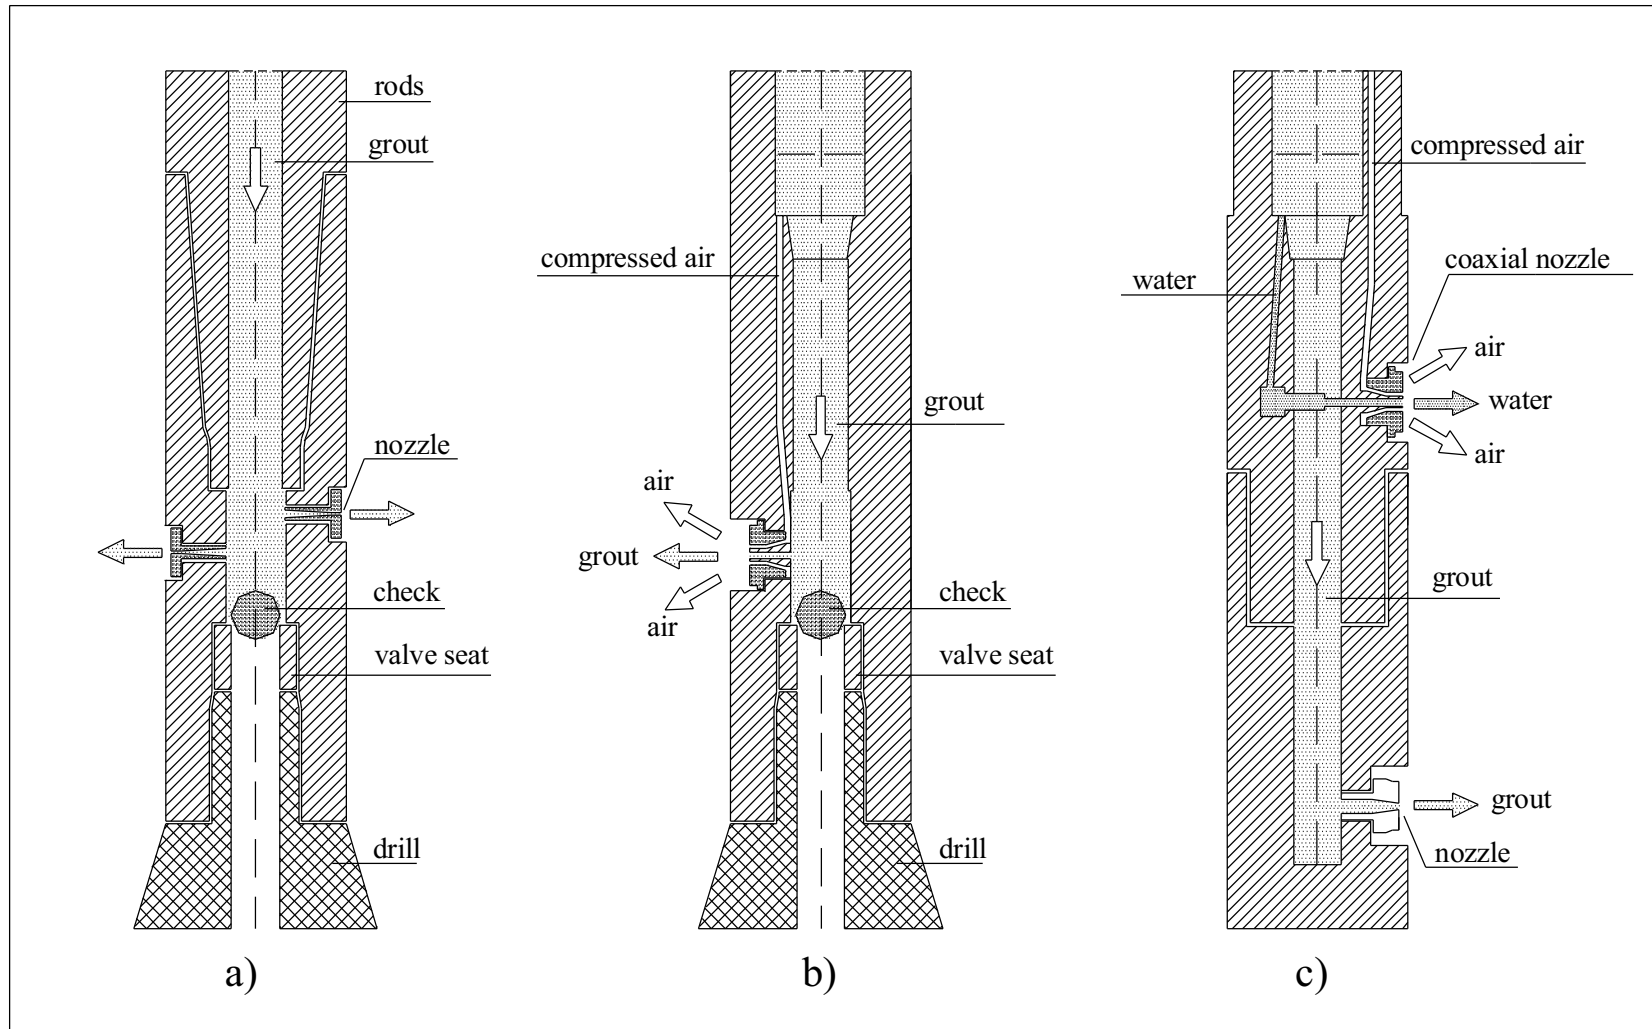 rods
grout
nozzle
check
valve seat
drill
a)
compressed air
grout
air
grout
air
check
valve seat
drill
b)
compressed air
water
coaxial nozzle
air
water
air
grout
grout
nozzle
c)